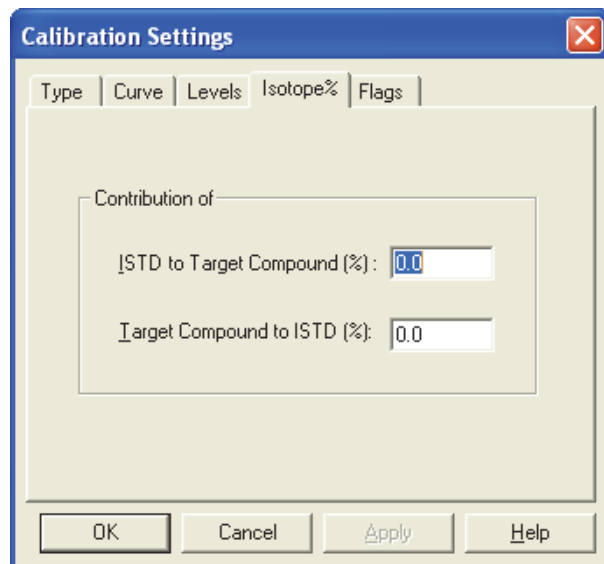 Calibration Settings
Type Curve Levels Isotope% Flags
Contribution of
ISTD to Target Compound (%) : 0.0
Target Compound to ISTD (%): 0.0
OK Cancel Apply Help